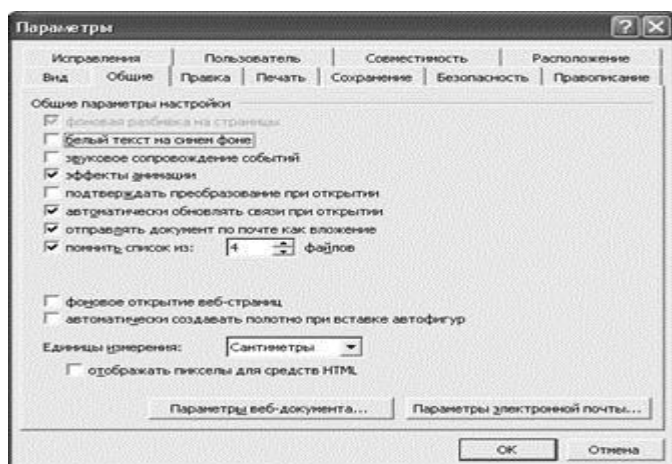 Параметры
Исправления Пользователь Совместимость Расположение
Вид Общие Правка Печать Сохранение Безопасность Правописание
Общие параметры настройки
фоновая разбивка на страницы
белый текст на синем фоне
звуковое сопровождение событий
эффекты анимации
подтверждать преобразование при открытии
автоматически обновлять связи при открытии
отправлять документ по почте как вложение
помнить список из: 4 файлов
фоновое открытие веб-страниц
автоматически создавать полотно при вставке автофигур
Единицы измерения: Сантиметры
отображать пикселы для средств HTML
Параметры веб-документа... Параметры электронной почты...
ОК Отмена